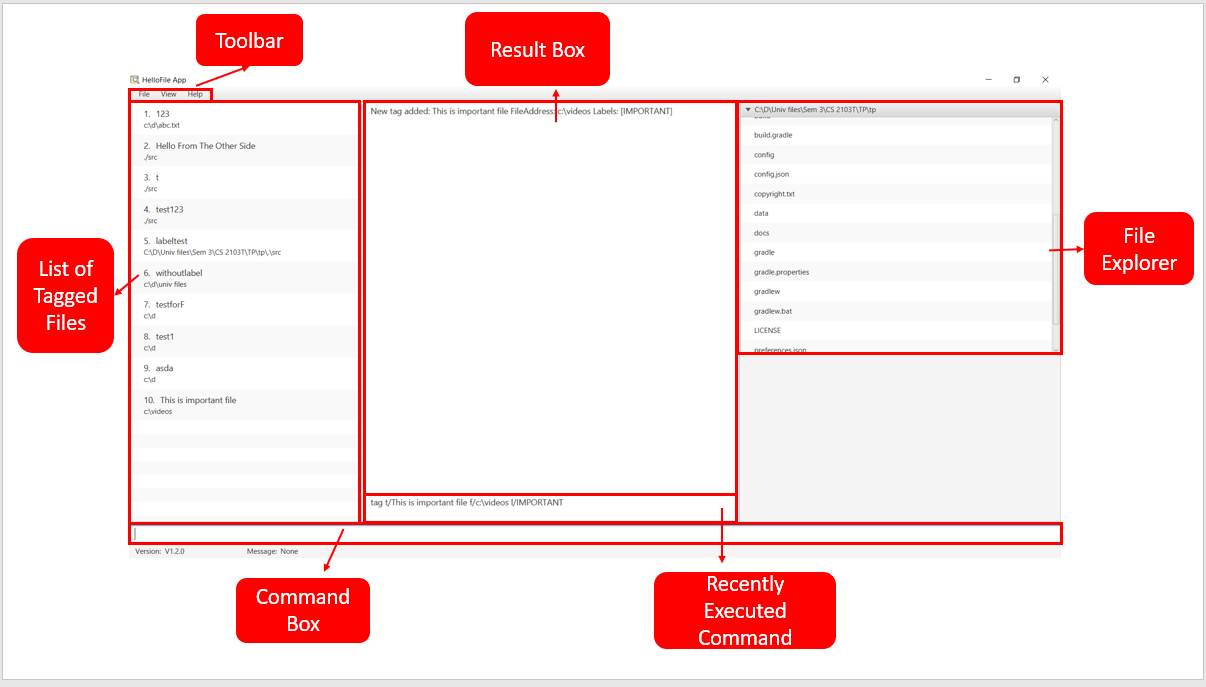 Toolbar
Result Box
HelloFile App
File View Help
1. 123
c:\d\abc.txt
2. Hello From The Other Side
./src
3. t
./src
4. test123
./src
5. labeltest
C:\D\Univ files\Sem 3\CS 2103T\TP\tp\.\src
6. withoutlabel
c:\d\univ files
7. testforF
c:\d
8. test1
c:\d
9. asda
c:\d
10. This is important file
c:\videos
New tag added: This is important file FileAddress: c:\videos Labels: [IMPORTANT]
tag t/This is important file f/c:\videos l/IMPORTANT
C:\D\Univ files\Sem 3\CS 2103T\TP\tp
build
build.gradle
config
config.json
copyright.txt
data
docs
gradle
gradle.properties
gradlew
gradlew.bat
LICENSE
preferences.json
Version: V1.2.0 Message: None
List of
Tagged
Files
File
Explorer
Command
Box
Recently
Executed
Command